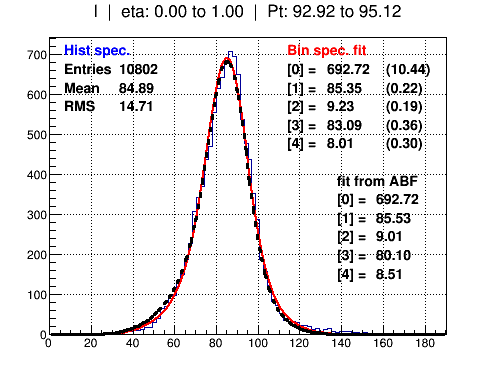 I | eta: 0.00 to 1.00 | Pt: 92.92 to 95.12
Hist spec.
Entries 10802
Mean 84.89
RMS 14.71
Bin spec. fit
[0] = 692.72 (10.44)
[1] = 85.35 (0.22)
[2] = 9.23 (0.19)
[3] = 83.09 (0.36)
[4] = 8.01 (0.30)
fit from ABF
[0] = 692.72
[1] = 85.53
[2] = 9.01
[3] = 80.10
[4] = 8.51
700
600
500
400
300
200
100
0
0 20 40 60 80 100 120 140 160 180